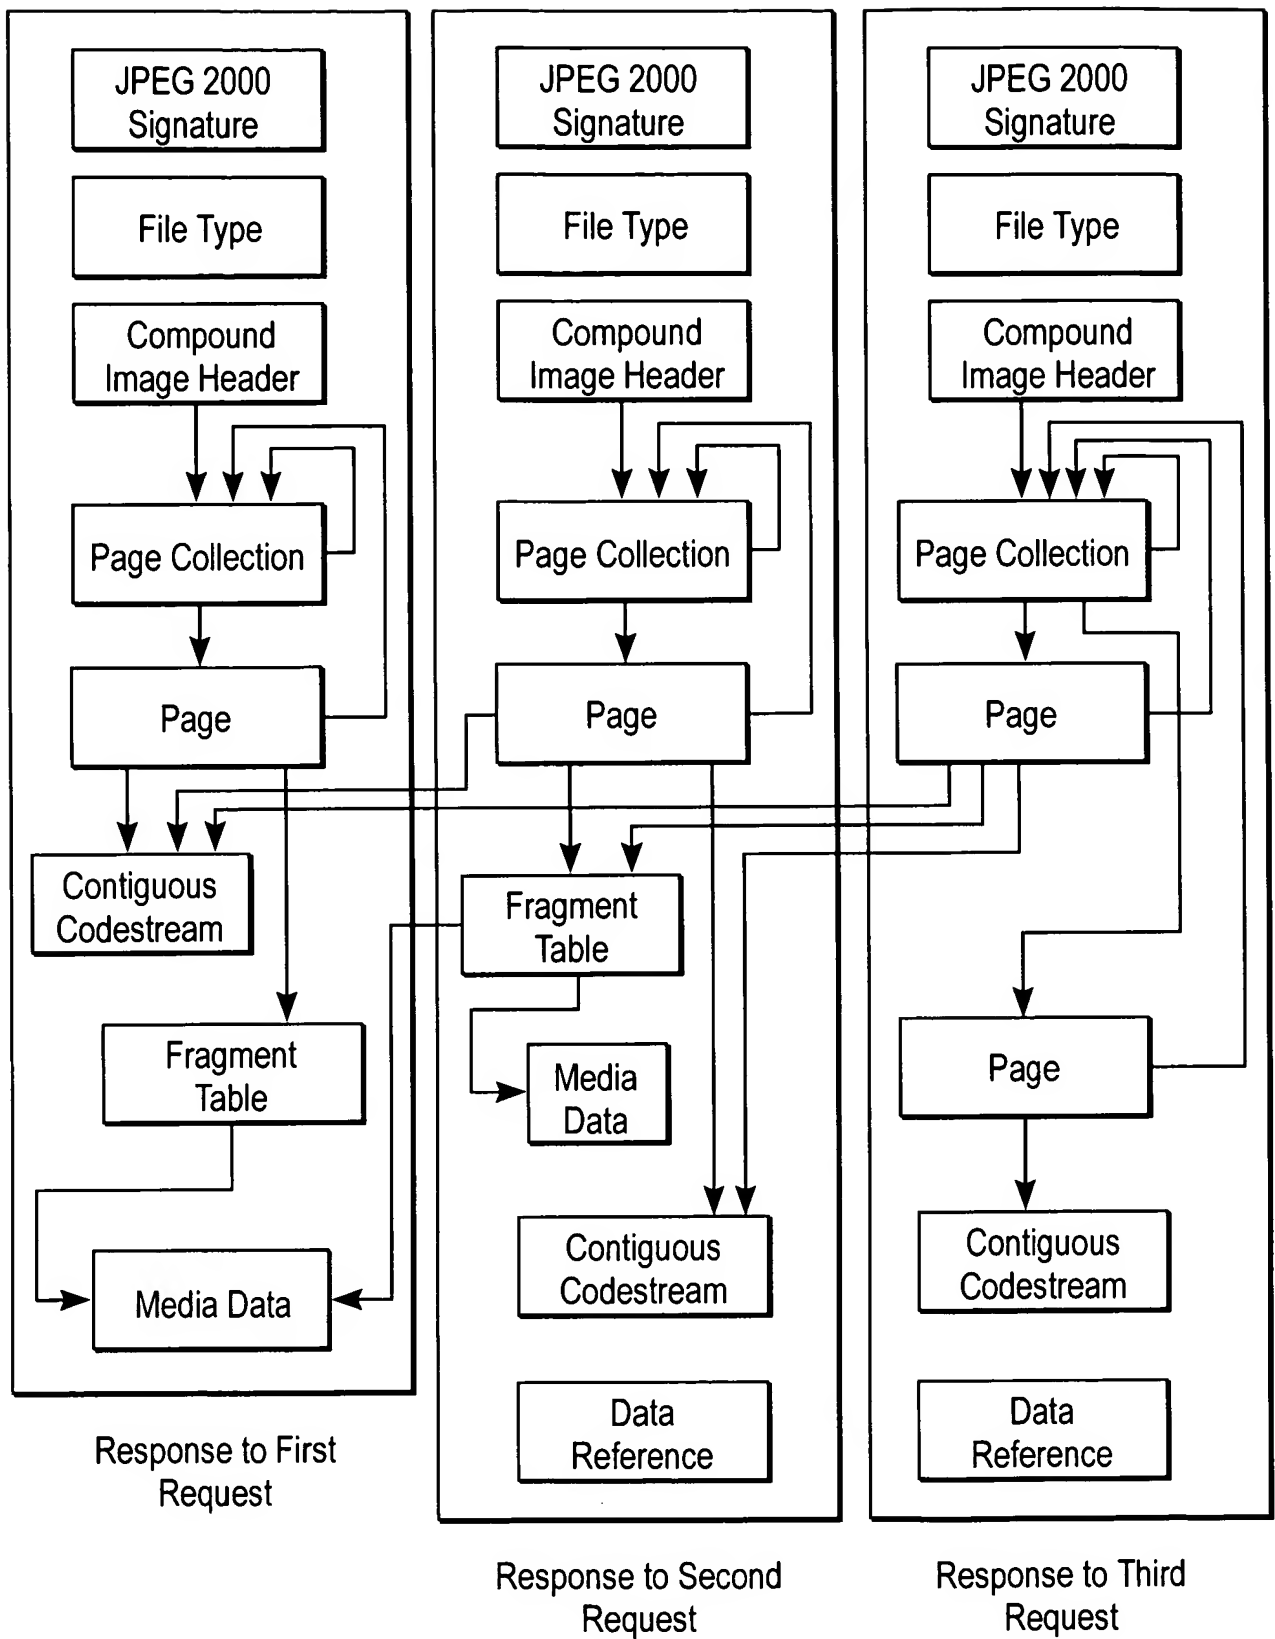 JPEG 2000
Signature
File Type
Compound
Image Header
Page Collection
Page
Contiguous
Codestream
Fragment
Table
Media Data
Response to First
Request
JPEG 2000
Signature
File Type
Compound
Image Header
Page Collection
Page
Fragment
Table
Media
Data
Contiguous
Codestream
Data
Reference
Response to Second
Request
JPEG 2000
Signature
File Type
Compound
Image Header
Page Collection
Page
Page
Contiguous
Codestream
Data
Reference
Response to Third
Request